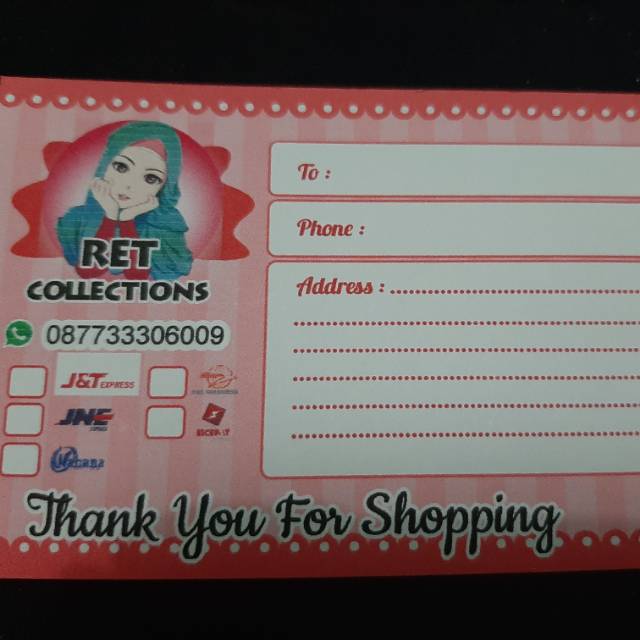 RET
COLLECTIONS
087733306009
J&T EXPRESS
JNE
To :
Phone :
Address :
Thank You For Shopping